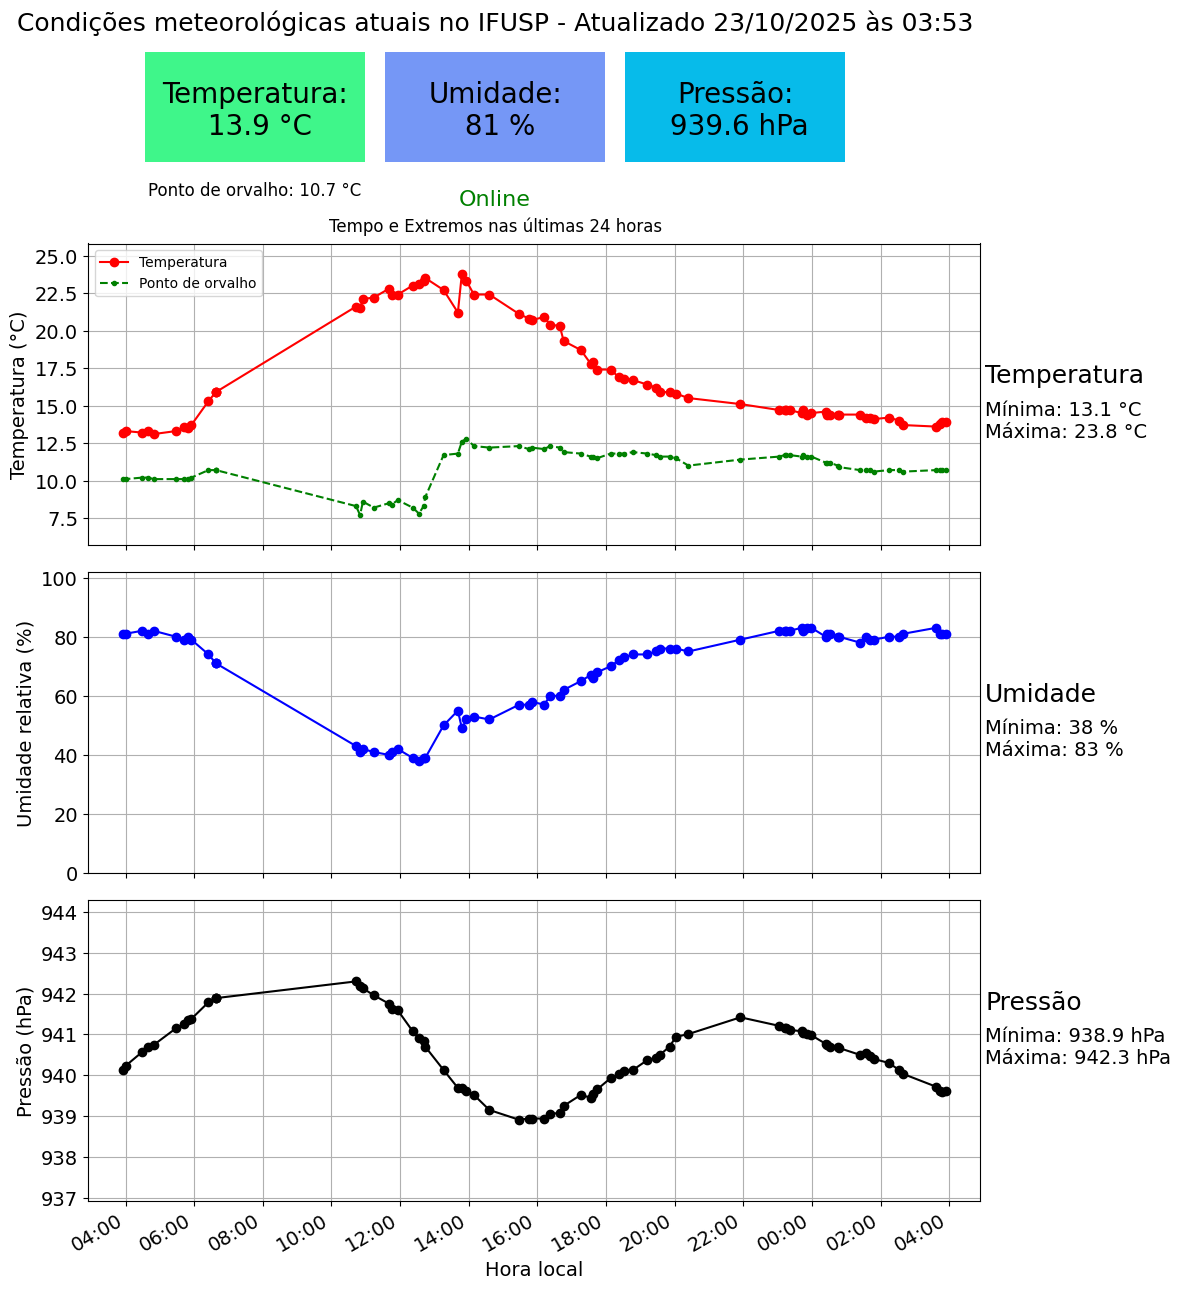 Condições meteorológicas atuais no IFUSP - Atualizado 23/10/2025 às 03:53
Temperatura:
13.9 °C
Umidade:
81 %
Pressão:
939.6 hPa
Ponto de orvalho: 10.7 °C
Online
Tempo e Extremos nas últimas 24 horas
Temperatura
Ponto de orvalho
Temperatura (°C)
25.0
22.5
20.0
17.5
15.0
12.5
10.0
7.5
Temperatura
Mínima: 13.1 °C
Máxima: 23.8 °C
Umidade relativa (%)
100
80
60
40
20
0
Umidade
Mínima: 38 %
Máxima: 83 %
Pressão (hPa)
944
943
942
941
940
939
938
937
Pressão
Mínima: 938.9 hPa
Máxima: 942.3 hPa
04:00
06:00
08:00
10:00
12:00
14:00
16:00
18:00
20:00
22:00
00:00
02:00
04:00
Hora local